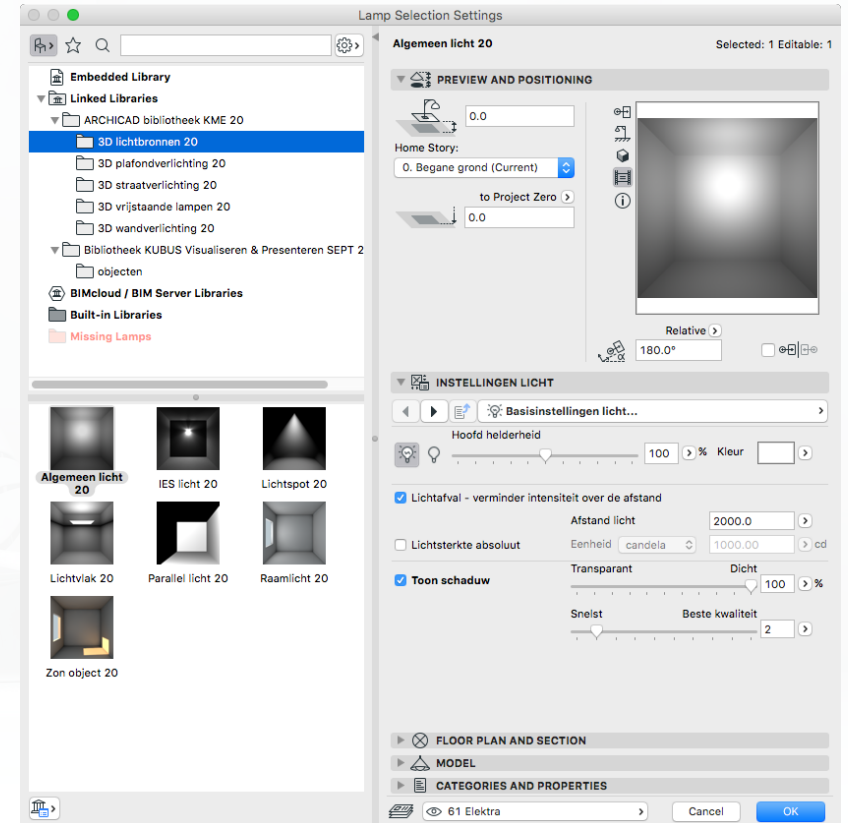 Lamp Selection Settings
Embedded Library
Linked Libraries
ARCHICAD bibliotheek KME 20
3D lichtbronnen 20
3D plafondverlichting 20
3D straatverlichting 20
3D vrijstaande lampen 20
3D wandverlichting 20
Bibliotheek KUBUS Visualiseren & Presenteren SEPT 2
objecten
BIMcloud / BIM Server Libraries
Built-in Libraries
Missing Lamps
Algemeen licht 20
IES licht 20
Lichtspot 20
Lichtvlak 20
Parallel licht 20
Raamlicht 20
Zon object 20
Algemeen licht 20
Selected: 1 Editable: 1
PREVIEW AND POSITIONING
0.0
Home Story:
0. Begane grond (Current)
to Project Zero
0.0
Relative
α 180.0°
INSTELLINGEN LICHT
Basisinstellingen licht...
Hoofd helderheid
100 % Kleur
Lichtafval - verminder intensiteit over de afstand
Afstand licht 2000.0
Lichtsterkte absoluut Eenheid candela 1000.00 cd
Transparant Dicht
Toon schaduw 100 %
Snelst Beste kwaliteit
2
FLOOR PLAN AND SECTION
MODEL
CATEGORIES AND PROPERTIES
61 Elektra Cancel OK